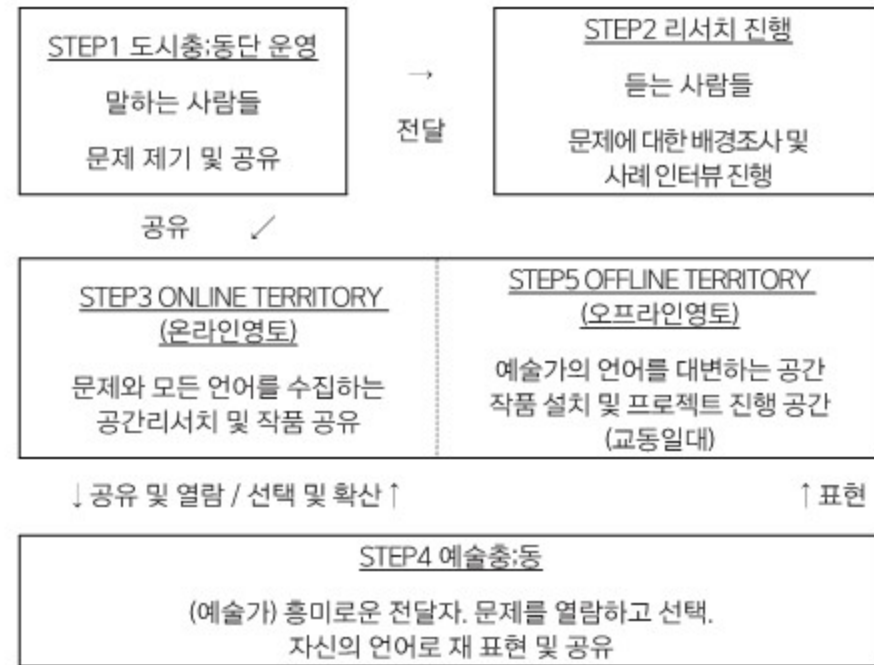 STEP1 도시충;동단 운영
말하는 사람들
문제 제기 및 공유
→
전달
STEP2 리서치 진행
듣는 사람들
문제에 대한 배경조사 및
사례 인터뷰 진행
공유 ↙
STEP3 ONLINE TERRITORY
(온라인영토)
문제와 모든 언어를 수집하는
공간리서치 및 작품 공유
STEP5 OFFLINE TERRITORY
(오프라인영토)
예술가의 언어를 대변하는 공간
작품 설치 및 프로젝트 진행 공간
(교동일대)
↓ 공유 및 열람 / 선택 및 확산 ↑
↑ 표현
STEP4 예술충;동
(예술가) 흥미로운 전달자. 문제를 열람하고 선택.
자신의 언어로 재 표현 및 공유